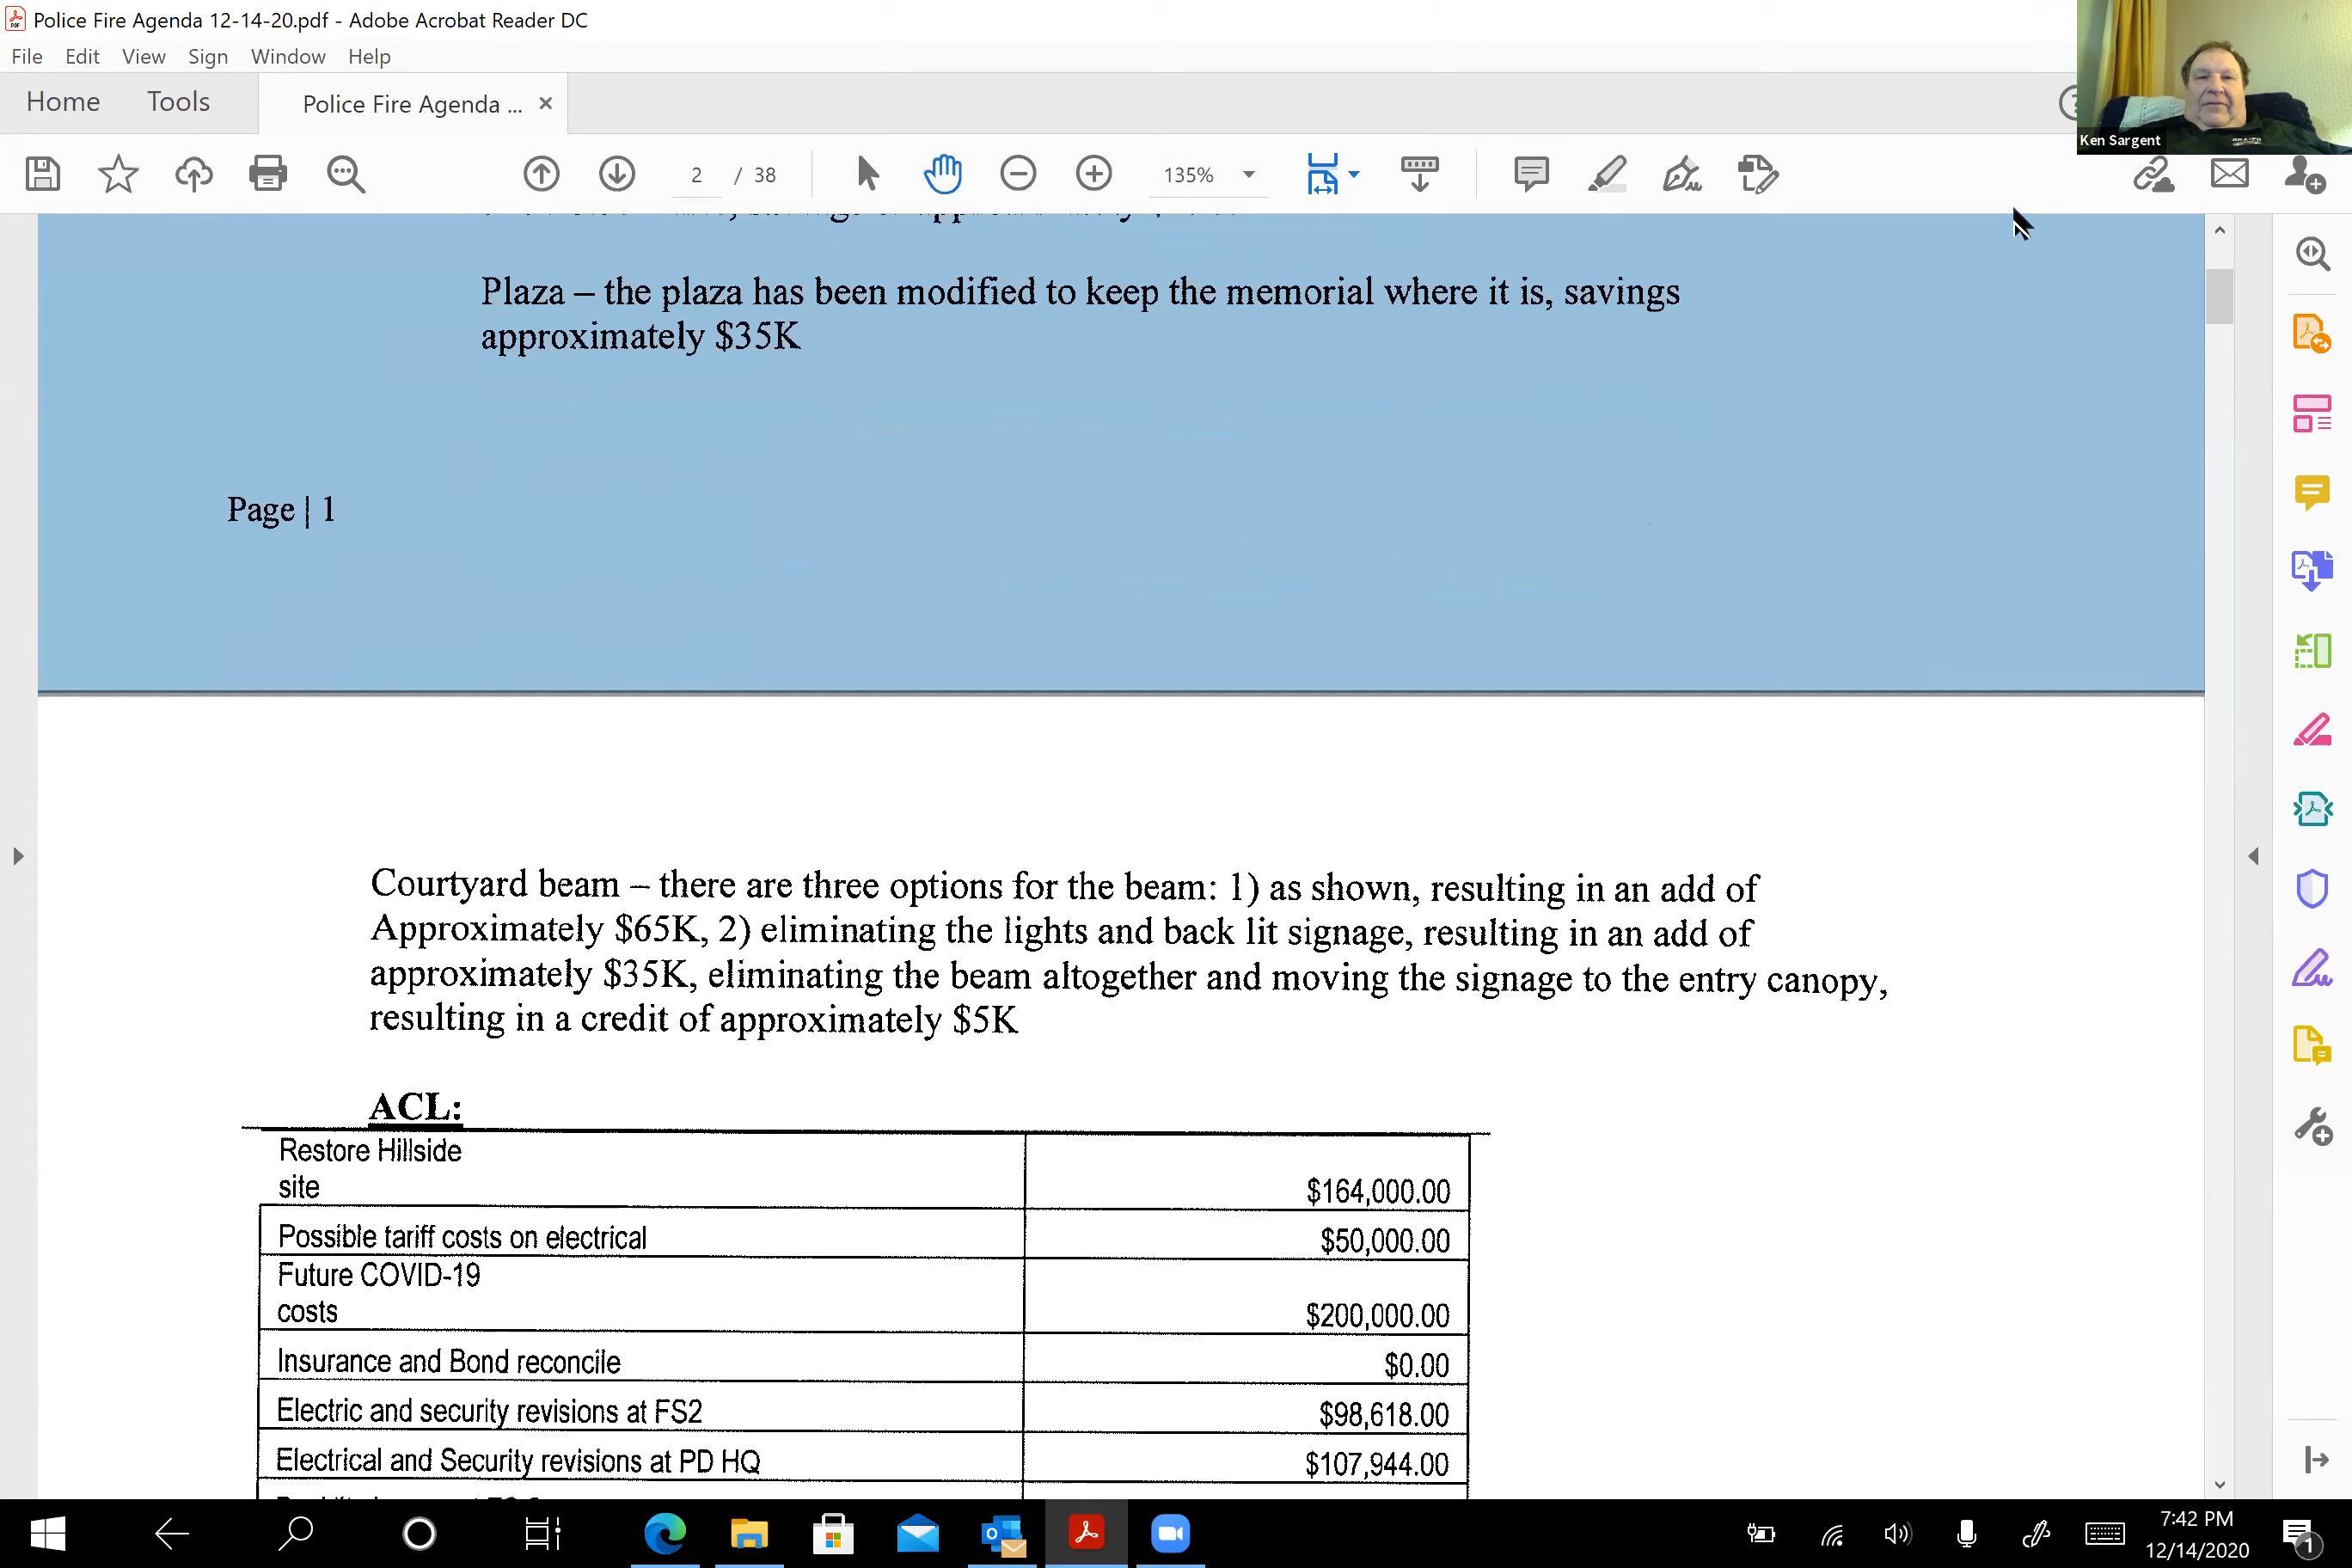 Police Fire Agenda 12-14-20.pdf - Adobe Acrobat Reader DC
File Edit View Sign Window Help
Home Tools Police Fire Agenda ... ×
Ken Sargent
2 / 38 135%
Plaza – the plaza has been modified to keep the memorial where it is, savings
approximately $35K
Page | 1
Courtyard beam – there are three options for the beam: 1) as shown, resulting in an add of
Approximately $65K, 2) eliminating the lights and back lit signage, resulting in an add of
approximately $35K, eliminating the beam altogether and moving the signage to the entry canopy,
resulting in a credit of approximately $5K
ACL:
Restore Hillside
site $164,000.00
Possible tariff costs on electrical $50,000.00
Future COVID-19
costs $200,000.00
Insurance and Bond reconcile $0.00
Electric and security revisions at FS2 $98,618.00
Electrical and Security revisions at PD HQ $107,944.00
7:42 PM
12/14/2020
1